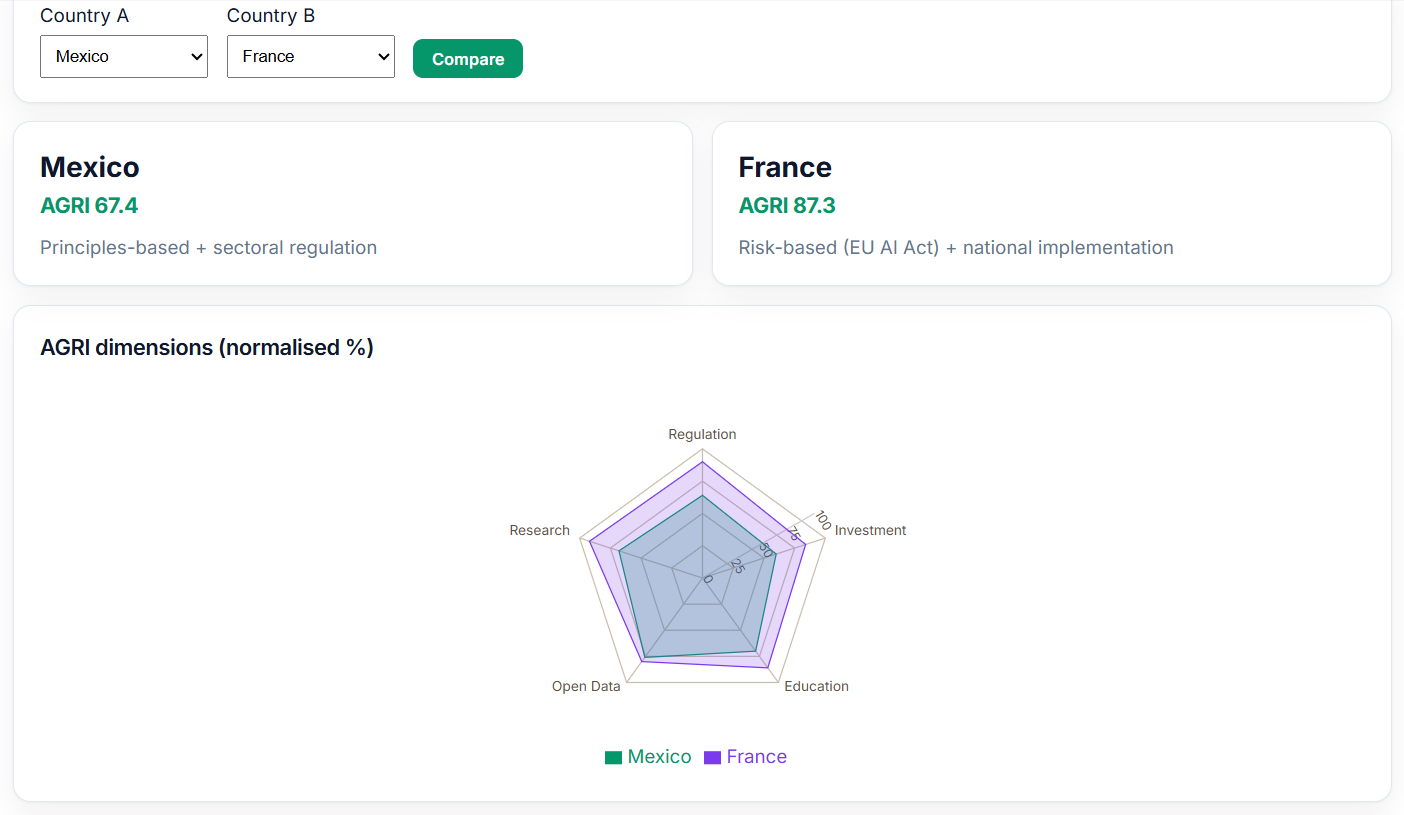 Country A
Country B
Mexico
France
Compare
Mexico
AGRI 67.4
Principles-based + sectoral regulation
France
AGRI 87.3
Risk-based (EU AI Act) + national implementation
AGRI dimensions (normalised %)
Regulation
Research
Investment
100
75
50
25
0
Open Data
Education
Mexico
France